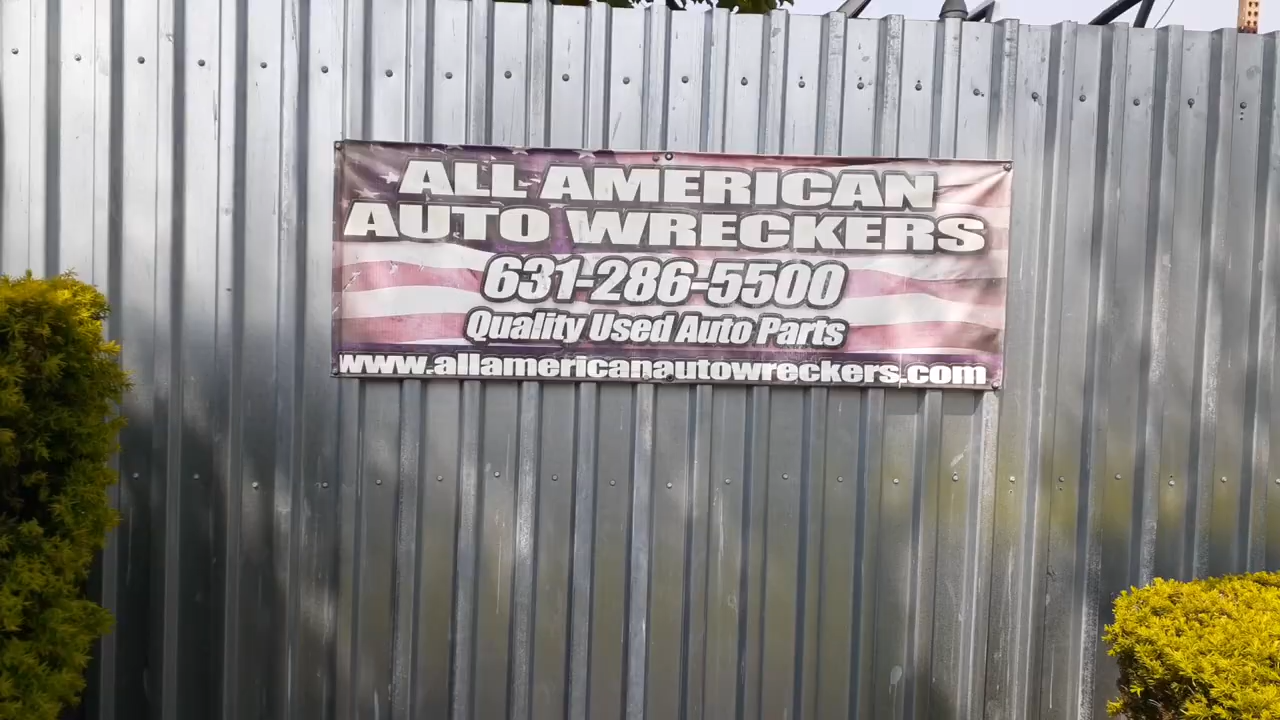 ALL AMERICAN
AUTO WRECKERS
631-286-5500
Quality Used Auto Parts
www.allamericanautowreckers.com